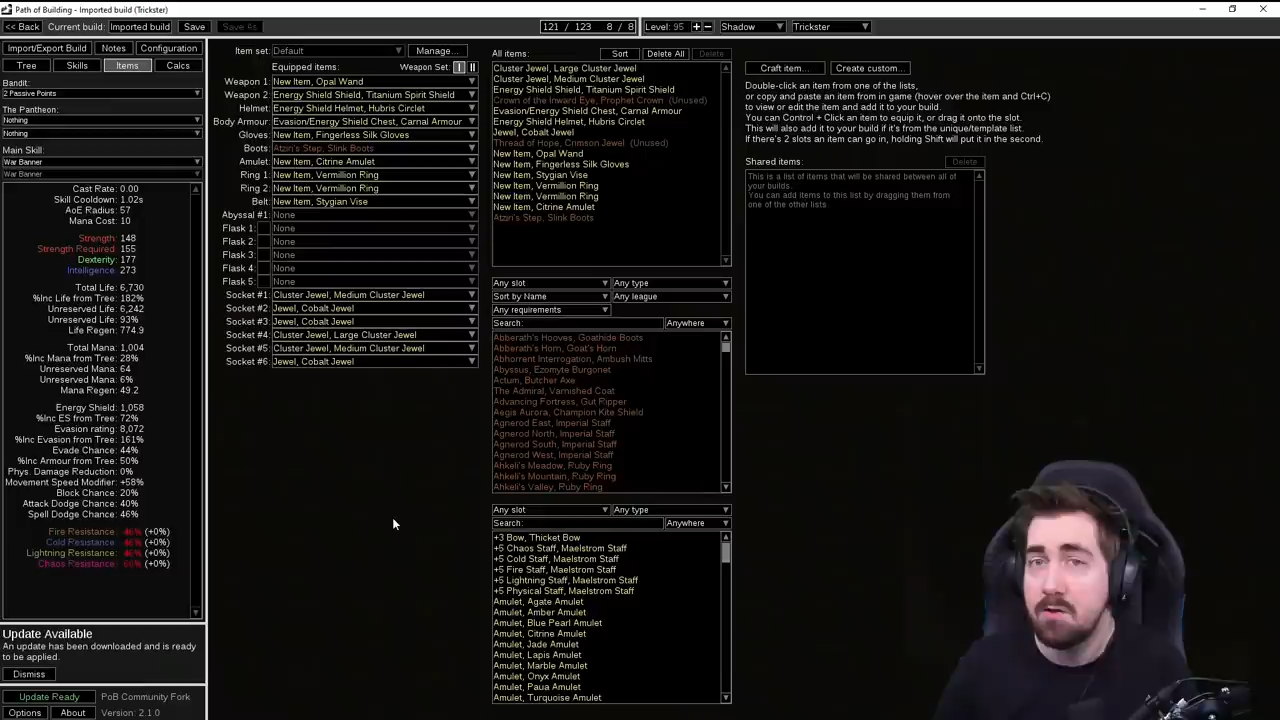 Path of Building - Imported build (Trickster)
<< Back Current build: Imported build Save Save As 121 / 123 8 / 8 Level: 95 + - Shadow Trickster
Import/Export Build Notes Configuration
Tree Skills Items Calcs
Bandit:
2 Passive Points
The Pantheon:
Nothing
Nothing
Main Skill:
War Banner
War Banner
Cast Rate: 0.00
Skill Cooldown: 1.02s
AoE Radius: 57
Mana Cost: 10
Strength: 148
Strength Required: 155
Dexterity: 177
Intelligence: 273
Total Life: 6,730
%Inc Life from Tree: 182%
Unreserved Life: 6,242
Unreserved Life: 93%
Life Regen: 774.9
Total Mana: 1,004
%Inc Mana from Tree: 28%
Unreserved Mana: 64
Unreserved Mana: 6%
Mana Regen: 49.2
Energy Shield: 1,058
%Inc ES from Tree: 72%
Evasion rating: 8,072
%Inc Evasion from Tree: 161%
Evade Chance: 44%
%Inc Armour from Tree: 50%
Phys. Damage Reduction: 0%
Movement Speed Modifier: +58%
Block Chance: 20%
Attack Dodge Chance: 40%
Spell Dodge Chance: 46%
Fire Resistance: 46% (+0%)
Cold Resistance: 46% (+0%)
Lightning Resistance: 46% (+0%)
Chaos Resistance: (+0%)
Update Available
An update has been downloaded and is ready
to be applied.
Dismiss
Update Ready PoB Community Fork
Options About Version: 2.1.0
Item set: Default Manage...
Equipped items: Weapon Set: I II
Weapon 1: New Item, Opal Wand
Weapon 2: Energy Shield Shield, Titanium Spirit Shield
Helmet: Energy Shield Helmet, Hubris Circlet
Body Armour: Evasion/Energy Shield Chest, Carnal Armour
Gloves: New Item, Fingerless Silk Gloves
Boots: Atziri's Step, Slink Boots
Amulet: New Item, Citrine Amulet
Ring 1: New Item, Vermillion Ring
Ring 2: New Item, Vermillion Ring
Belt: New Item, Stygian Vise
Abyssal #1: None
Flask 1: None
Flask 2: None
Flask 3: None
Flask 4: None
Flask 5: None
Socket #1: Cluster Jewel, Medium Cluster Jewel
Socket #2: Jewel, Cobalt Jewel
Socket #3: Jewel, Cobalt Jewel
Socket #4: Cluster Jewel, Large Cluster Jewel
Socket #5: Cluster Jewel, Medium Cluster Jewel
Socket #6: Jewel, Cobalt Jewel
All items: Sort Delete All Delete
Cluster Jewel, Large Cluster Jewel
Cluster Jewel, Medium Cluster Jewel
Energy Shield Shield, Titanium Spirit Shield
Crown of the Inward Eye, Prophet Crown (Unused)
Evasion/Energy Shield Chest, Carnal Armour
Energy Shield Helmet, Hubris Circlet
Jewel, Cobalt Jewel
Thread of Hope, Crimson Jewel (Unused)
New Item, Opal Wand
New Item, Fingerless Silk Gloves
New Item, Stygian Vise
New Item, Vermillion Ring
New Item, Vermillion Ring
New Item, Citrine Amulet
Atziri's Step, Slink Boots
Any slot Any type
Sort by Name Any league
Any requirements
Search: Anywhere
Abberath's Hooves, Goathide Boots
Abberath's Horn, Goat's Horn
Abhorrent Interrogation, Ambush Mitts
Abyssus, Ezomyte Burgonet
Actum, Butcher Axe
The Admiral, Varnished Coat
Advancing Fortress, Gut Ripper
Aegis Aurora, Champion Kite Shield
Agnerod East, Imperial Staff
Agnerod North, Imperial Staff
Agnerod South, Imperial Staff
Agnerod West, Imperial Staff
Ahkeli's Meadow, Ruby Ring
Ahkeli's Mountain, Ruby Ring
Ahkeli's Valley, Ruby Ring
Any slot Any type
Search: Anywhere
+3 Bow, Thicket Bow
+5 Chaos Staff, Maelstrom Staff
+5 Cold Staff, Maelstrom Staff
+5 Fire Staff, Maelstrom Staff
+5 Lightning Staff, Maelstrom Staff
+5 Physical Staff, Maelstrom Staff
Amulet, Agate Amulet
Amulet, Amber Amulet
Amulet, Blue Pearl Amulet
Amulet, Citrine Amulet
Amulet, Jade Amulet
Amulet, Lapis Amulet
Amulet, Marble Amulet
Amulet, Onyx Amulet
Amulet, Paua Amulet
Amulet, Turquoise Amulet
Craft item... Create custom...
Double-click an item from one of the lists,
or copy and paste an item from in game (hover over the item and Ctrl+C)
to view or edit the item and add it to your build.
You can Control + Click an item to equip it, or drag it onto the slot.
This will also add it to your build if it's from the unique/template list.
If there's 2 slots an item can go in, holding Shift will put it in the second.
Shared items: Delete
This is a list of items that will be shared between all of
your builds.
You can add items to this list by dragging them from
one of the other lists.